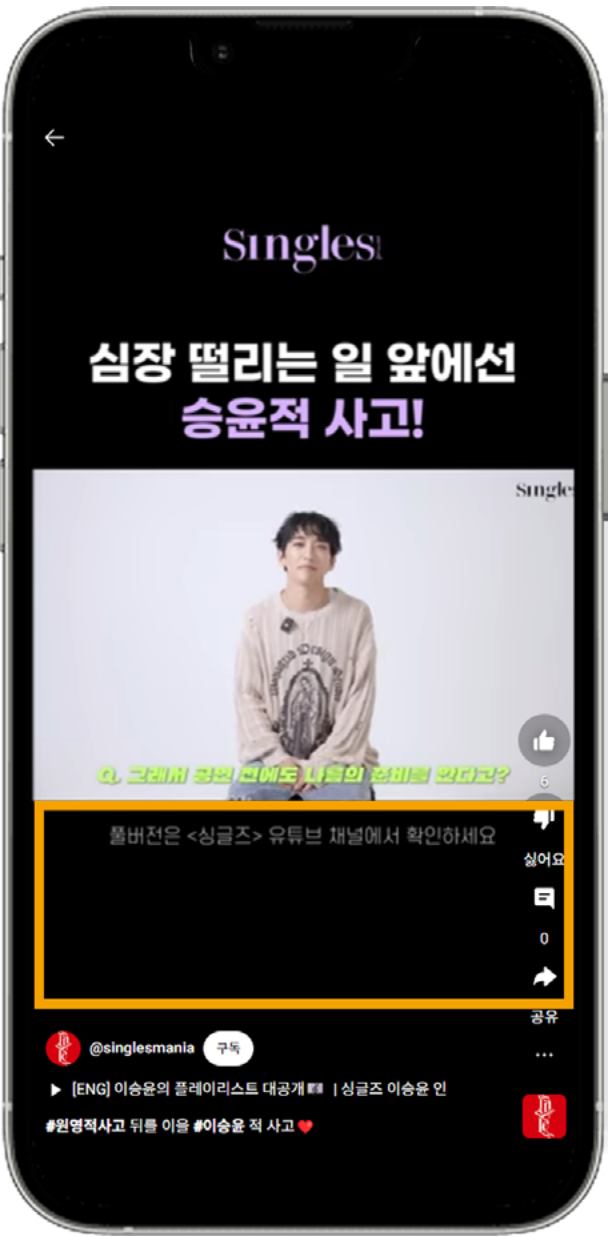 Singles
심장 떨리는 일 앞에선
승윤적 사고!
Single
Q. 그래서 공연 전에도 나름의 준비를 한다고?
6
풀버전은 <싱글즈> 유튜브 채널에서 확인하세요
싫어요
0
공유
@singlesmania 구독
▶ [ENG] 이승윤의 플레이리스트 대공개 | 싱글즈 이승윤 인
#원영적사고 뒤를 이을 #이승윤 적 사고❤️